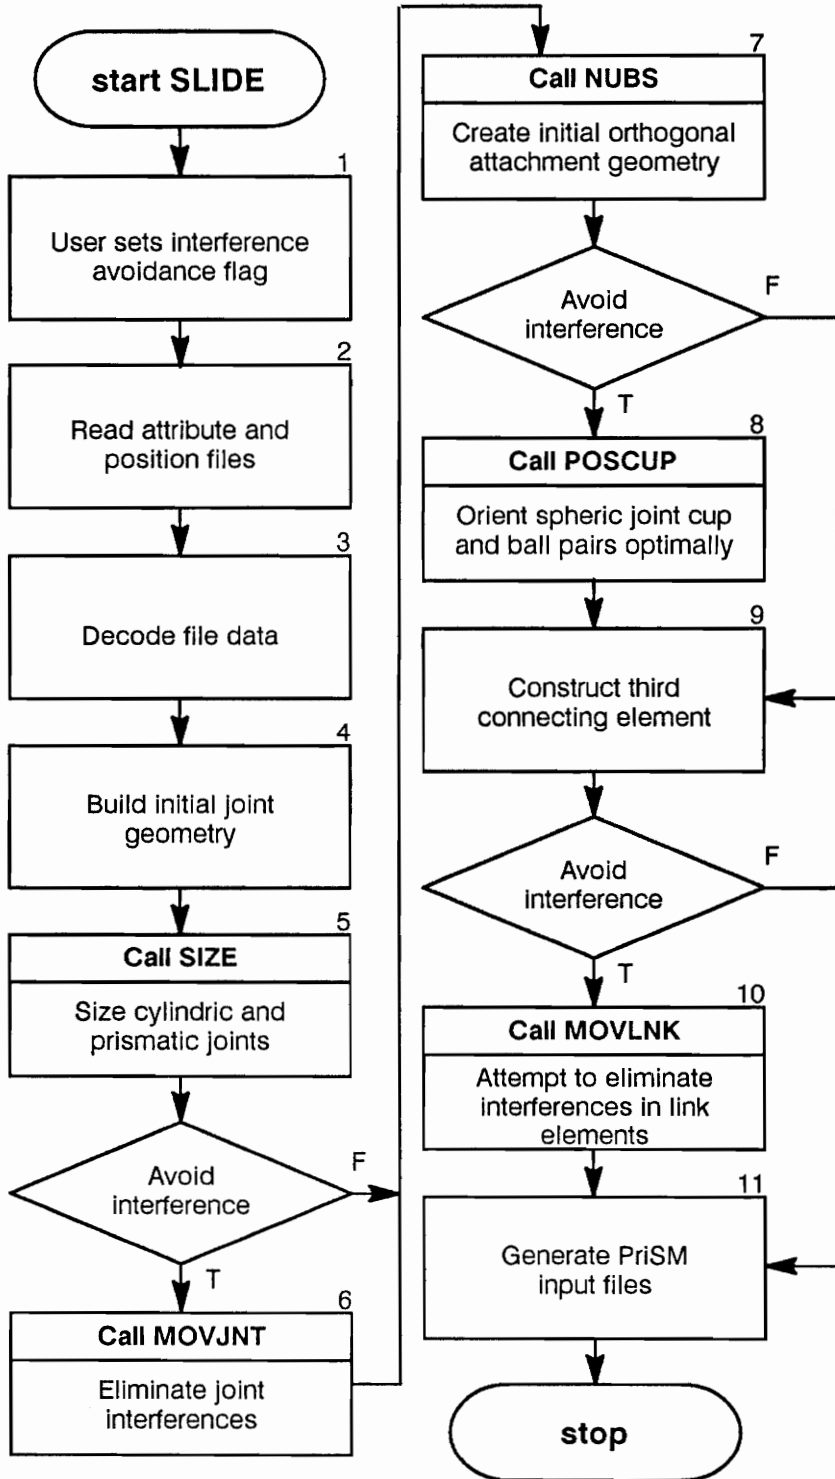 start SLIDE
1
User sets interference
avoidance flag
2
Read attribute and
position files
3
Decode file data
4
Build initial joint
geometry
5
Call SIZE
Size cylindric and
prismatic joints
Avoid
interference
F
T
6
Call MOVJNT
Eliminate joint
interferences
7
Call NUBS
Create initial orthogonal
attachment geometry
Avoid
interference
F
T
8
Call POSCUP
Orient spheric joint cup
and ball pairs optimally
9
Construct third
connecting element
Avoid
interference
F
T
10
Call MOVLNK
Attempt to eliminate
interferences in link
elements
11
Generate PriSM
input files
stop